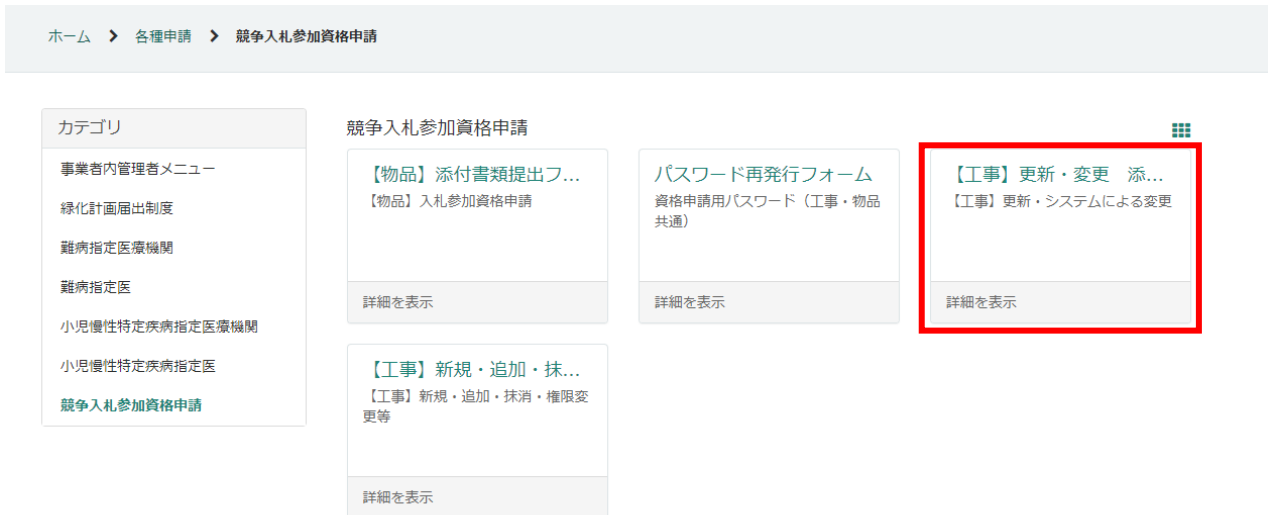 ホーム > 各種申請 > 競争入札参加資格申請
カテゴリ
事業者内管理者メニュー
緑化計画届出制度
難病指定医療機関
難病指定医
小児慢性特定疾病指定医療機関
小児慢性特定疾病指定医
競争入札参加資格申請
競争入札参加資格申請
【物品】添付書類提出フ...
【物品】入札参加資格申請
詳細を表示
パスワード再発行フォーム
資格申請用パスワード（工事・物品
共通）
詳細を表示
【工事】更新・変更　添...
【工事】更新・システムによる変更
詳細を表示
【工事】新規・追加・抹...
【工事】新規・追加・抹消・権限変
更等
詳細を表示